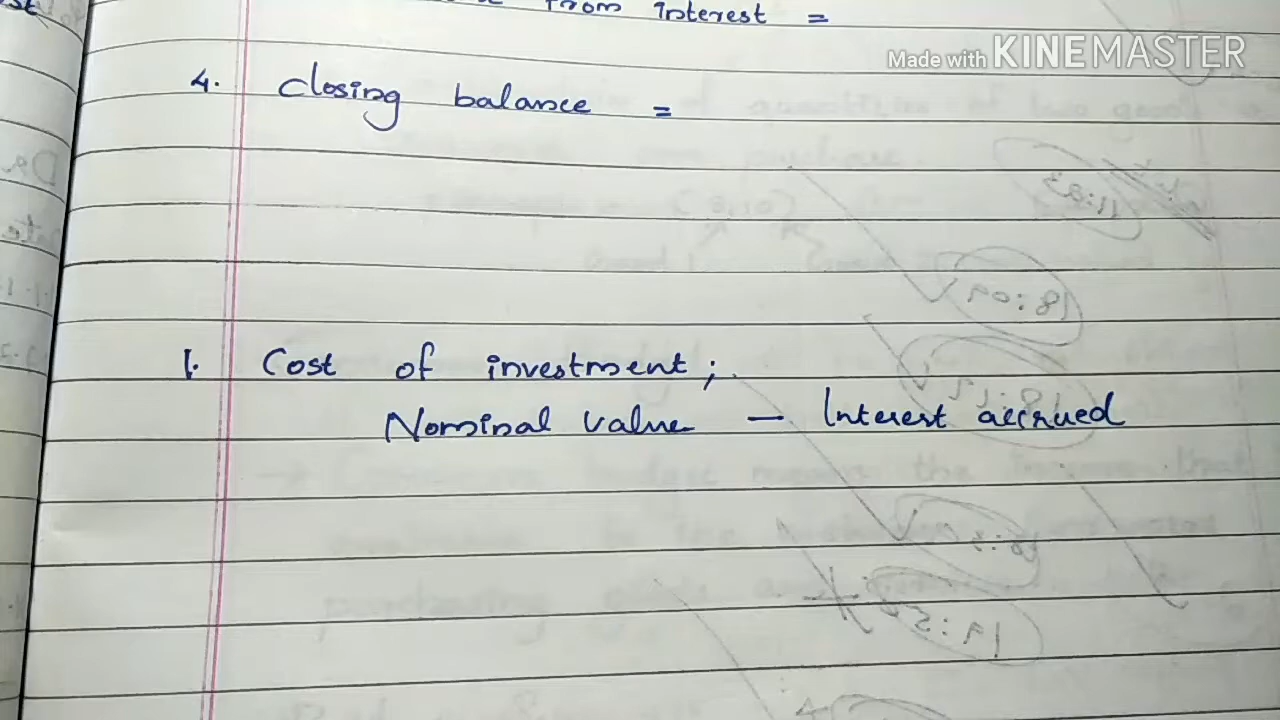 from interest =
Made with KINEMASTER
4. Closing balance =
1. Cost of investment;
Nominal value — Interest accrued